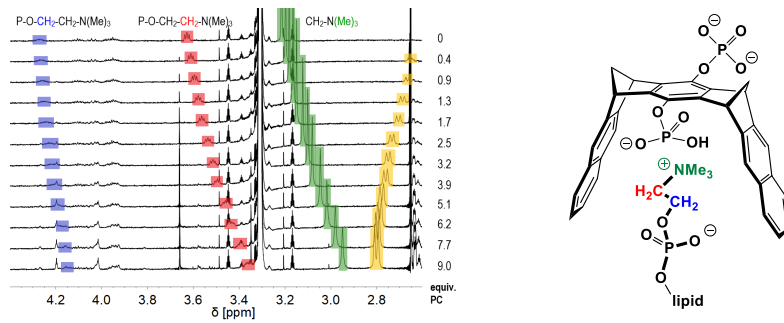 P-O-CH2-CH2-N(Me)3 P-O-CH2-CH2-N(Me)3 CH2-N(Me)3
0
0.4
0.9
1.3
1.7
2.5
3.2
3.9
5.1
6.2
7.7
9.0
4.2 4.0 3.8 3.6 3.4 3.2 3.0 2.8
equiv.
PC
δ [ppm]
⊖ O
P O
O O ⊖
O
P O
⊖ O OH
⊕ NMe3
H2C
CH2
O
O P O ⊖
O
lipid